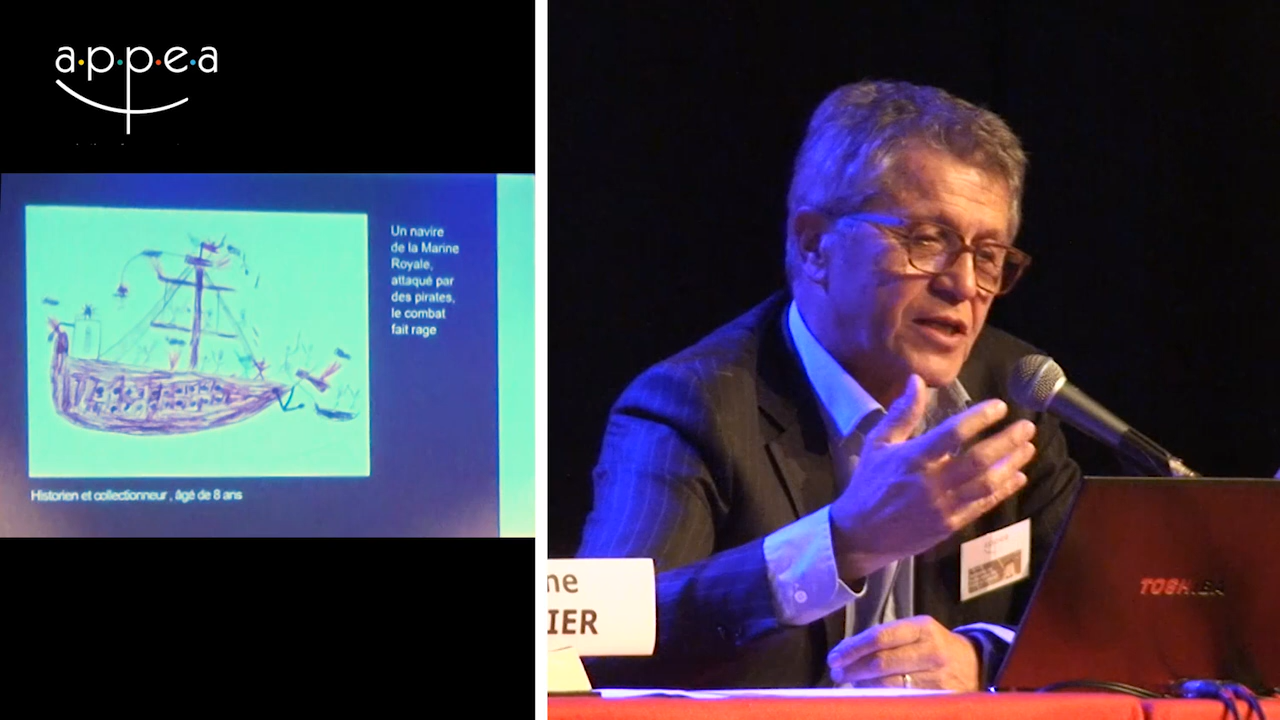 a·p·p·e·a
Un navire
de la Marine
Royale,
attaqué par
des pirates,
le combat
fait rage
Historien et collectionneur , âgé de 8 ans
ne
IER
TOSHIBA